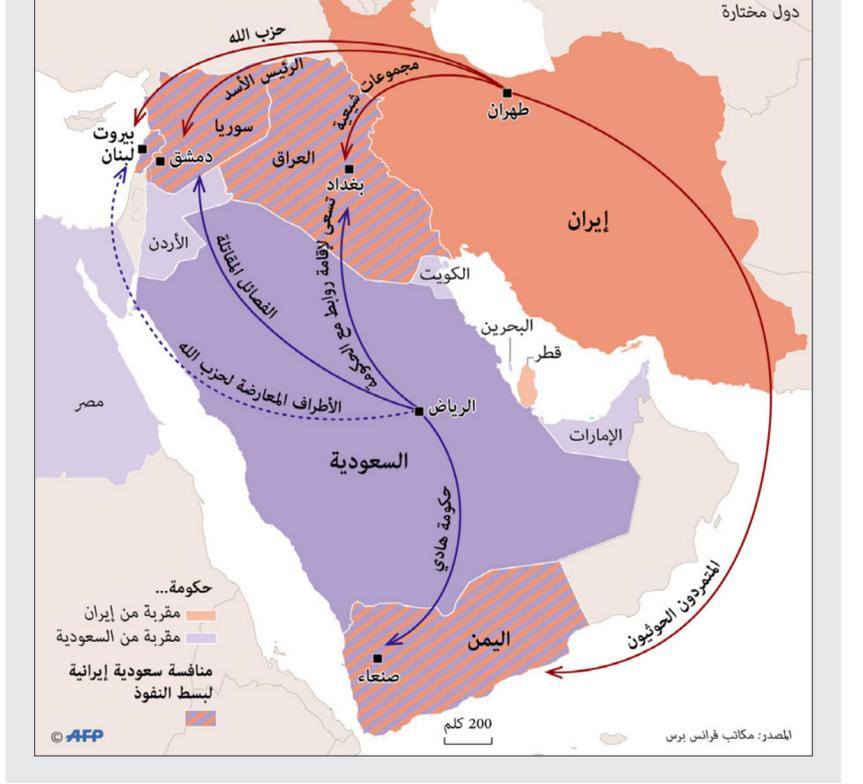 دول مختارة
حزب الله
الرئيس الأسد
مجموعات شيعية
طهران
سوريا
بيروت
لبنان
دمشق
العراق
بغداد
إيران
الأردن
الكويت
الفصائل المقاتلة
تسعى لإقامة روابط مع الحكومة
البحرين
قطر
الأطراف المعارضة لحزب الله
مصر
الرياض
الإمارات
السعودية
حكومة هادي
المتمردون الحوثيون
اليمن
صنعاء
حكومة...
مقربة من إيران
مقربة من السعودية
منافسة سعودية إيرانية
لبسط النفوذ
200 كلم
المصدر: مكاتب فرانس برس
© AFP